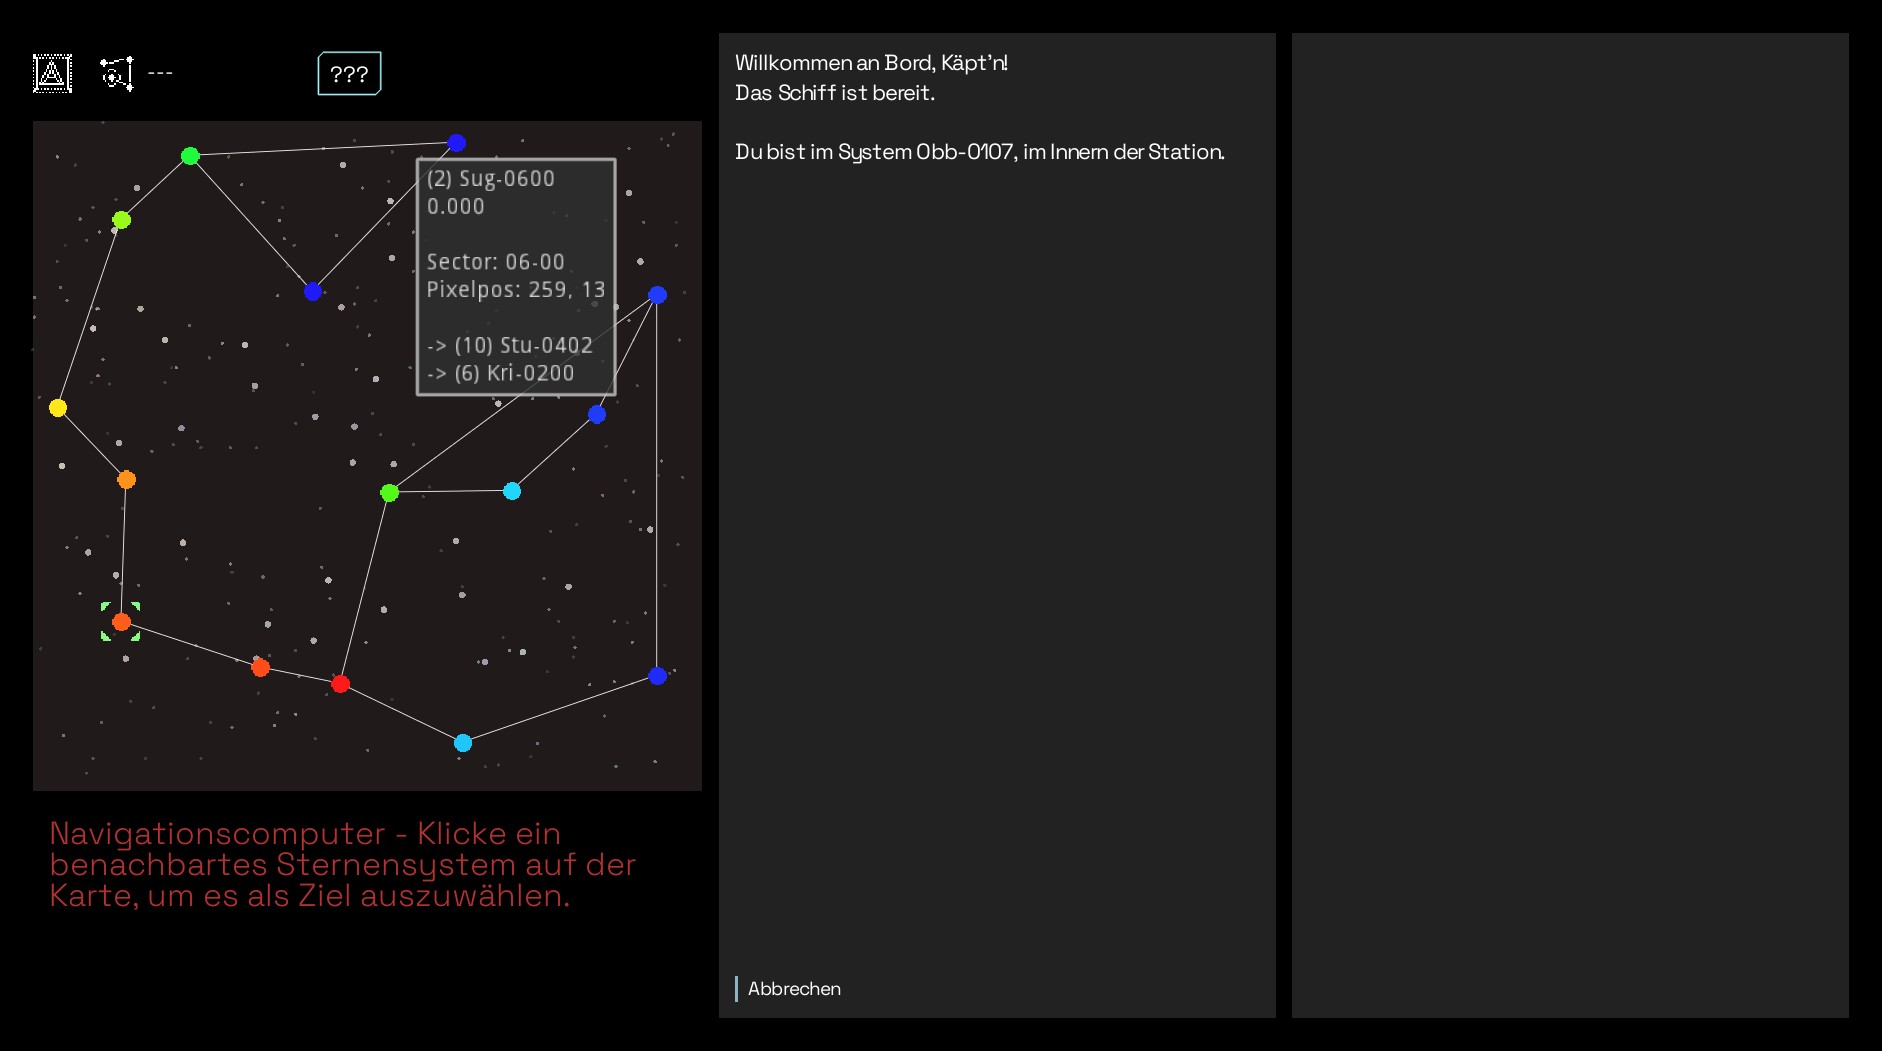 ---
???
(2) Sug-0600
0.000
Sector: 06-00
Pixelpos: 259, 13
-> (10) Stu-0402
-> (6) Kri-0200
Navigationscomputer - Klicke ein
benachbartes Sternensystem auf der
Karte, um es als Ziel auszuwählen.
Willkommen an Bord, Käpt'n!
Das Schiff ist bereit.
Du bist im System Obb-0107, im Innern der Station.
Abbrechen